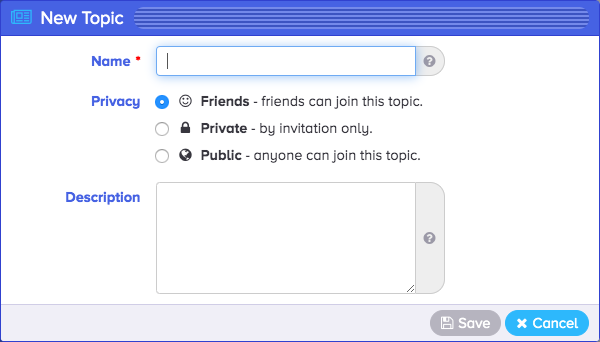 New Topic
Name *
Privacy
Friends - friends can join this topic.
Private - by invitation only.
Public - anyone can join this topic.
Description
Save
Cancel